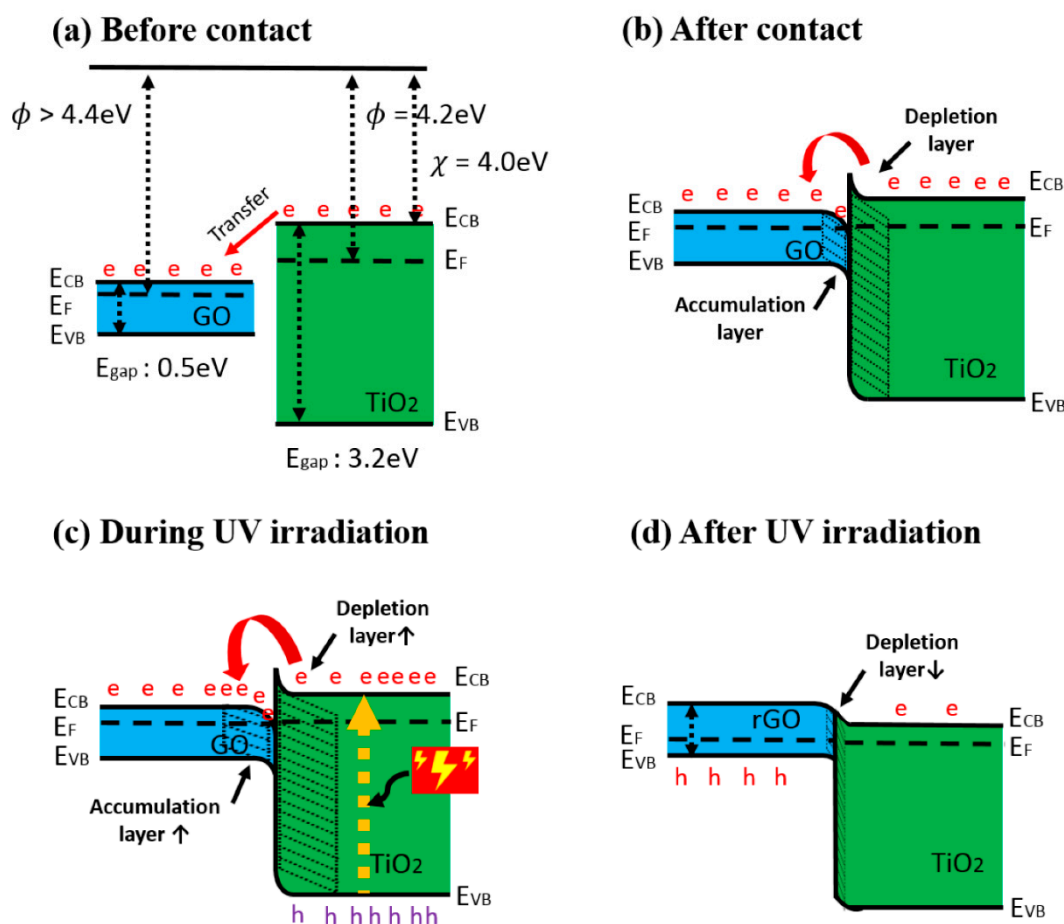 (a) Before contact
ϕ > 4.4eV
ϕ = 4.2eV
χ = 4.0eV
Transfer
e e e e e
ECB
EF
e e e e e
ECB
EF
GO
EVB
Egap : 0.5eV
TiO2
EVB
Egap : 3.2eV
(b) After contact
Depletion
layer
e e e e e
ECB
e e e e e
e
ECB
EF
GO
EF
EVB
Accumulation
layer
TiO2
EVB
(c) During UV irradiation
Depletion
layer↑
e e e e e e e
ECB
e e e e e e
e
e
ECB
EF
GO
EF
EVB
Accumulation
layer ↑
TiO2
EVB
h h h h h h h
(d) After UV irradiation
Depletion
layer↓
ECB
rGO
e e
ECB
EF
EF
EVB
h h h h
TiO2
EVB